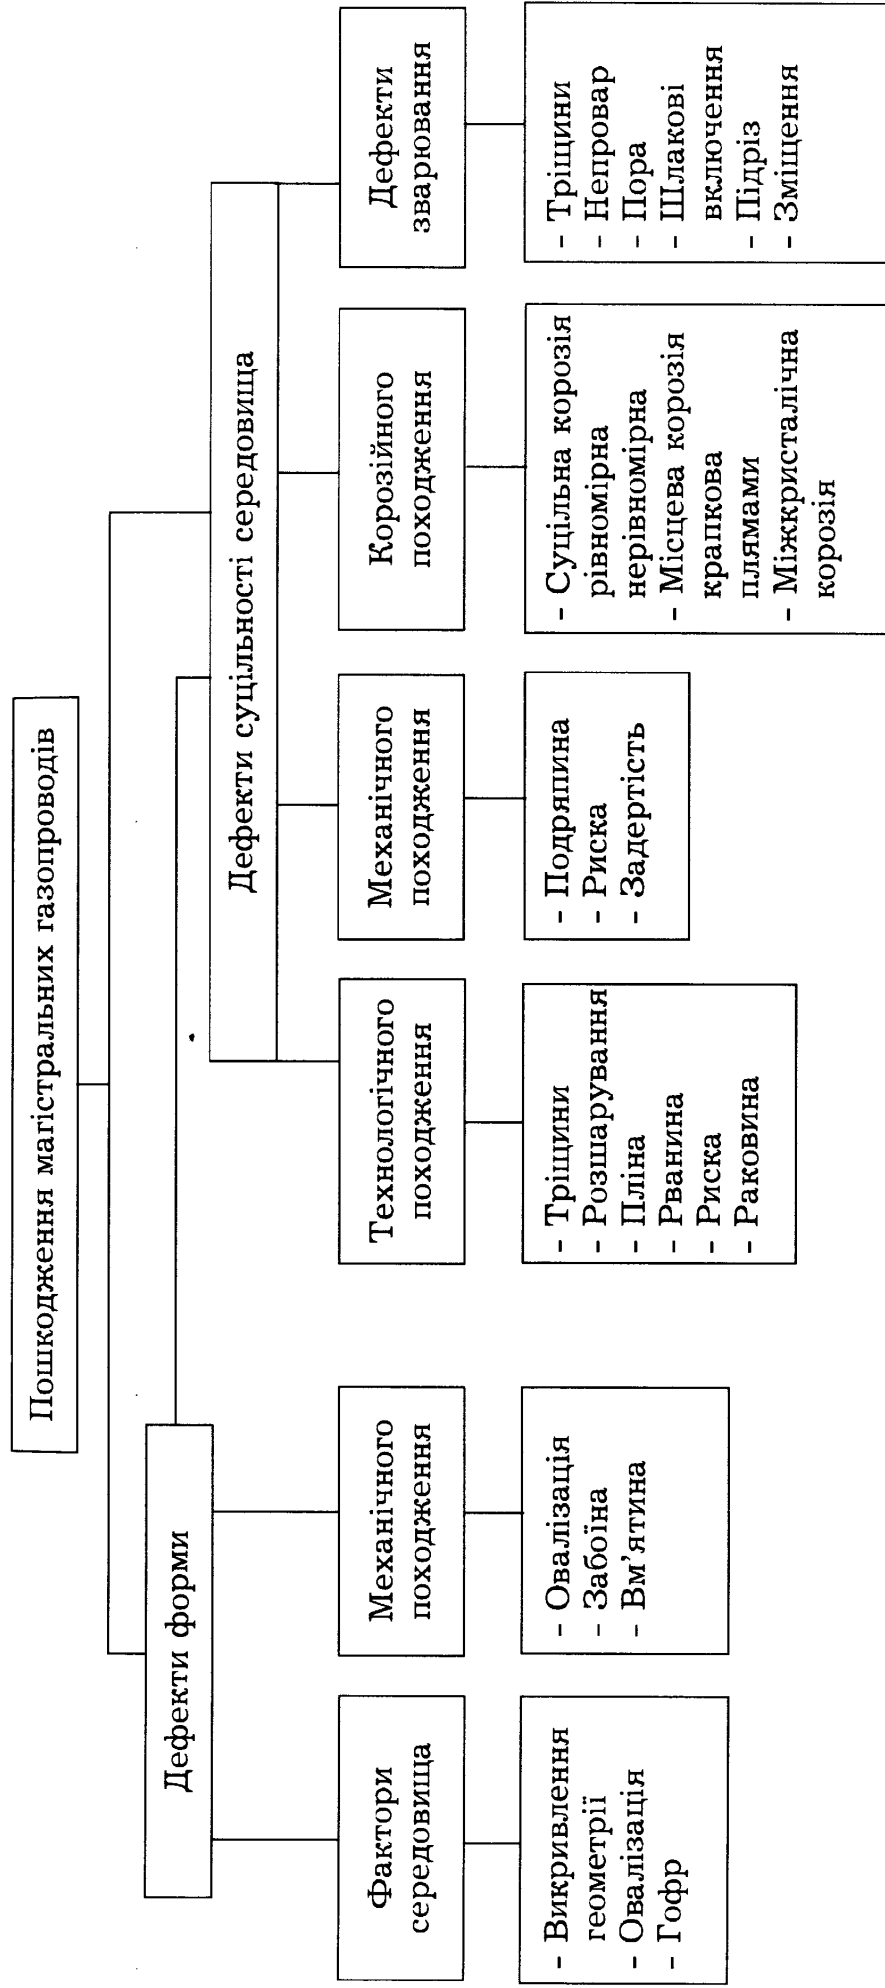 Пошкодження магістральних газопроводів
Дефекти форми
Дефекти суцільності середовища
Фактори
середовища
Механічного
походження
Технологічного
походження
Механічного
походження
Корозійного
походження
Дефекти
зварювання
- Викривлення
геометрії
- Овалізація
- Гофр
- Овалізація
- Забоїна
- Вм'ятина
- Тріщини
- Розшарування
- Пліна
- Рванина
- Риска
- Раковина
- Подряпина
- Риска
- Задертість
- Суцільна корозія
рівномірна
нерівномірна
- Місцева корозія
крапкова
плямами
- Міжкристалічна
корозія
- Тріщини
- Непровар
- Пора
- Шлакові
включення
- Підріз
- Зміщення